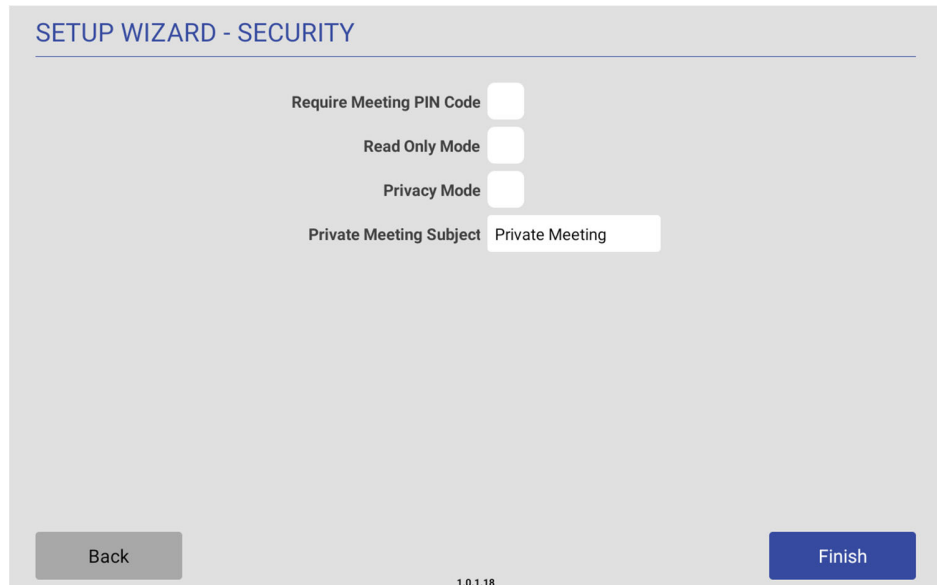 SETUP WIZARD - SECURITY
Require Meeting PIN Code
Read Only Mode
Privacy Mode
Private Meeting Subject Private Meeting
Back Finish
1.0.1.18